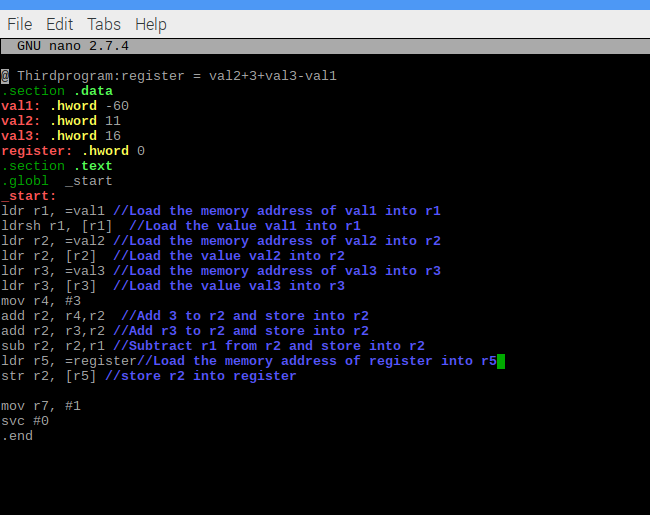 File Edit Tabs Help
GNU nano 2.7.4
@ Thirdprogram:register = val2+3+val3-val1
.section .data
val1: .hword -60
val2: .hword 11
val3: .hword 16
register: .hword 0
.section .text
.globl  _start
_start:
ldr r1, =val1 //Load the memory address of val1 into r1
ldrsh r1, [r1]  //Load the value val1 into r1
ldr r2, =val2 //Load the memory address of val2 into r2
ldr r2, [r2]  //Load the value val2 into r2
ldr r3, =val3 //Load the memory address of val3 into r3
ldr r3, [r3]  //Load the value val3 into r3
mov r4, #3
add r2, r4,r2  //Add 3 to r2 and store into r2
add r2, r3,r2 //Add r3 to r2 and store into r2
sub r2, r2,r1 //Subtract r1 from r2 and store into r2
ldr r5, =register//Load the memory address of register into r5
str r2, [r5] //store r2 into register
mov r7, #1
svc #0
.end